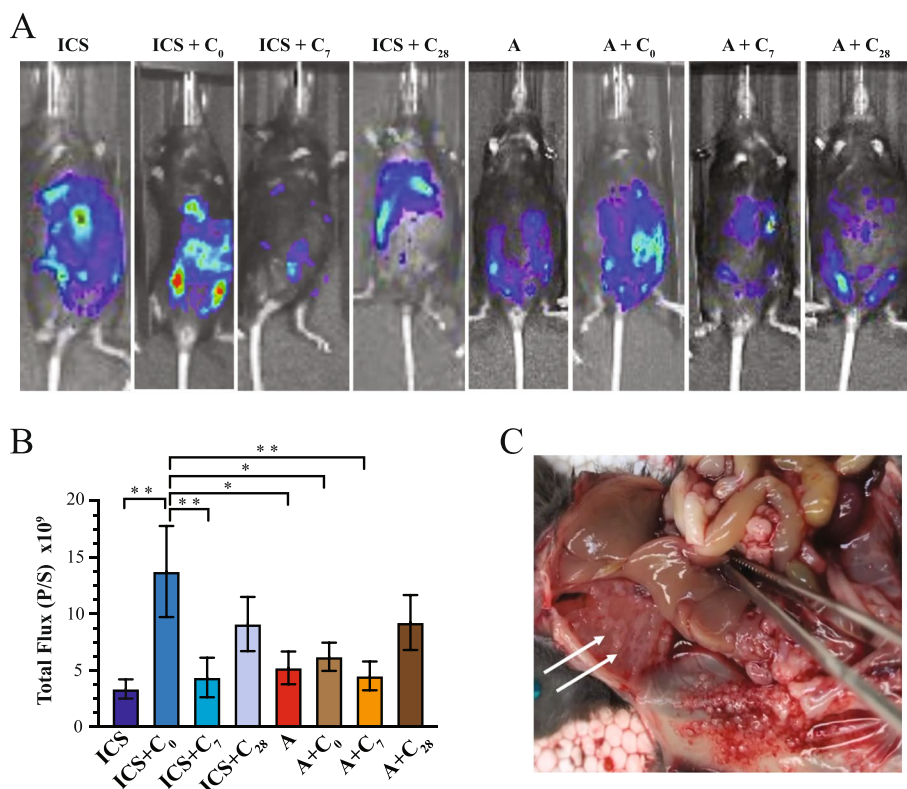 A
ICS ICS + C₀ ICS + C₇ ICS + C₂₈ A A + C₀ A + C₇ A + C₂₈
B
C
* *
*
*
* * * *
20
15
10
5
0
Total Flux (P/S) x10⁹
ICS ICS+C₀ ICS+C₇ ICS+C₂₈ A A+C₀ A+C₇ A+C₂₈